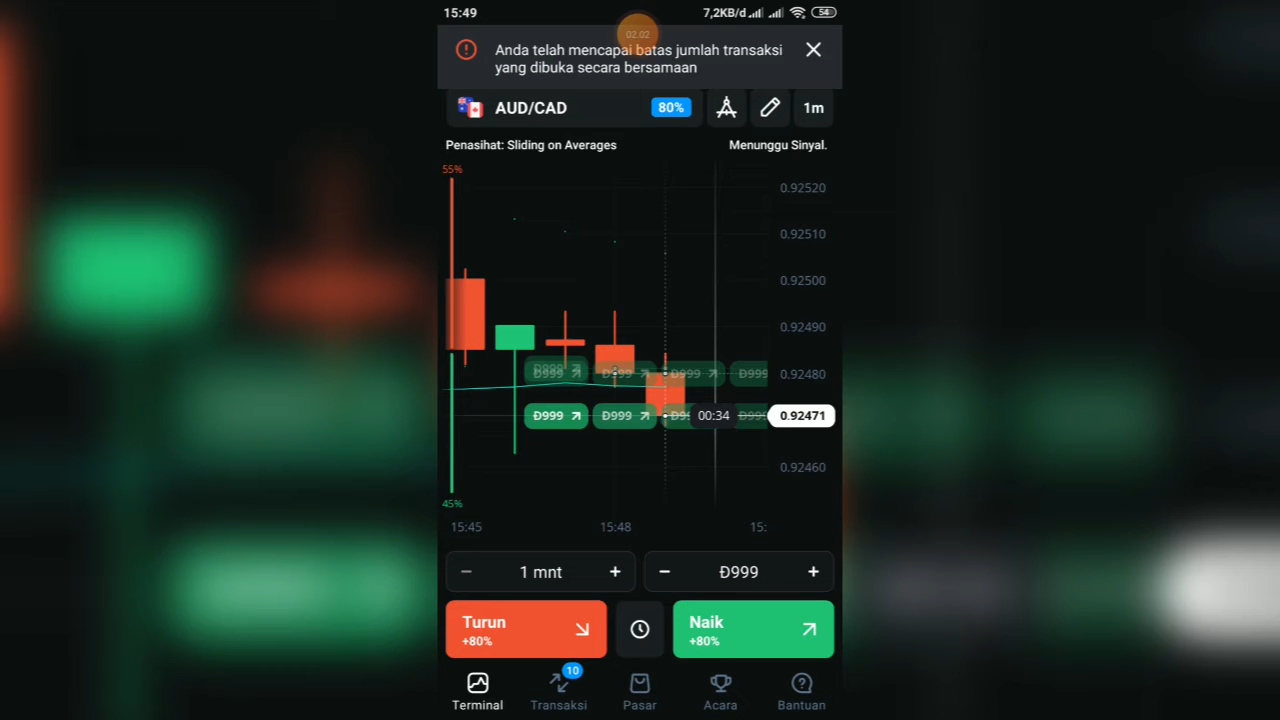 15:49
7,2KB/d
54
02.02
Anda telah mencapai batas jumlah transaksi
yang dibuka secara bersamaan
AUD/CAD
80%
1m
Penasihat: Sliding on Averages
Menunggu Sinyal.
55%
0.92520
0.92510
0.92500
0.92490
0.92480
Đ999
Đ999
Đ999
Đ999
Đ999
Đ999
Đ999
00:34
0.92471
0.92460
45%
15:45
15:48
15:
1 mnt
Đ999
Turun
+80%
Naik
+80%
10
Terminal
Transaksi
Pasar
Acara
Bantuan